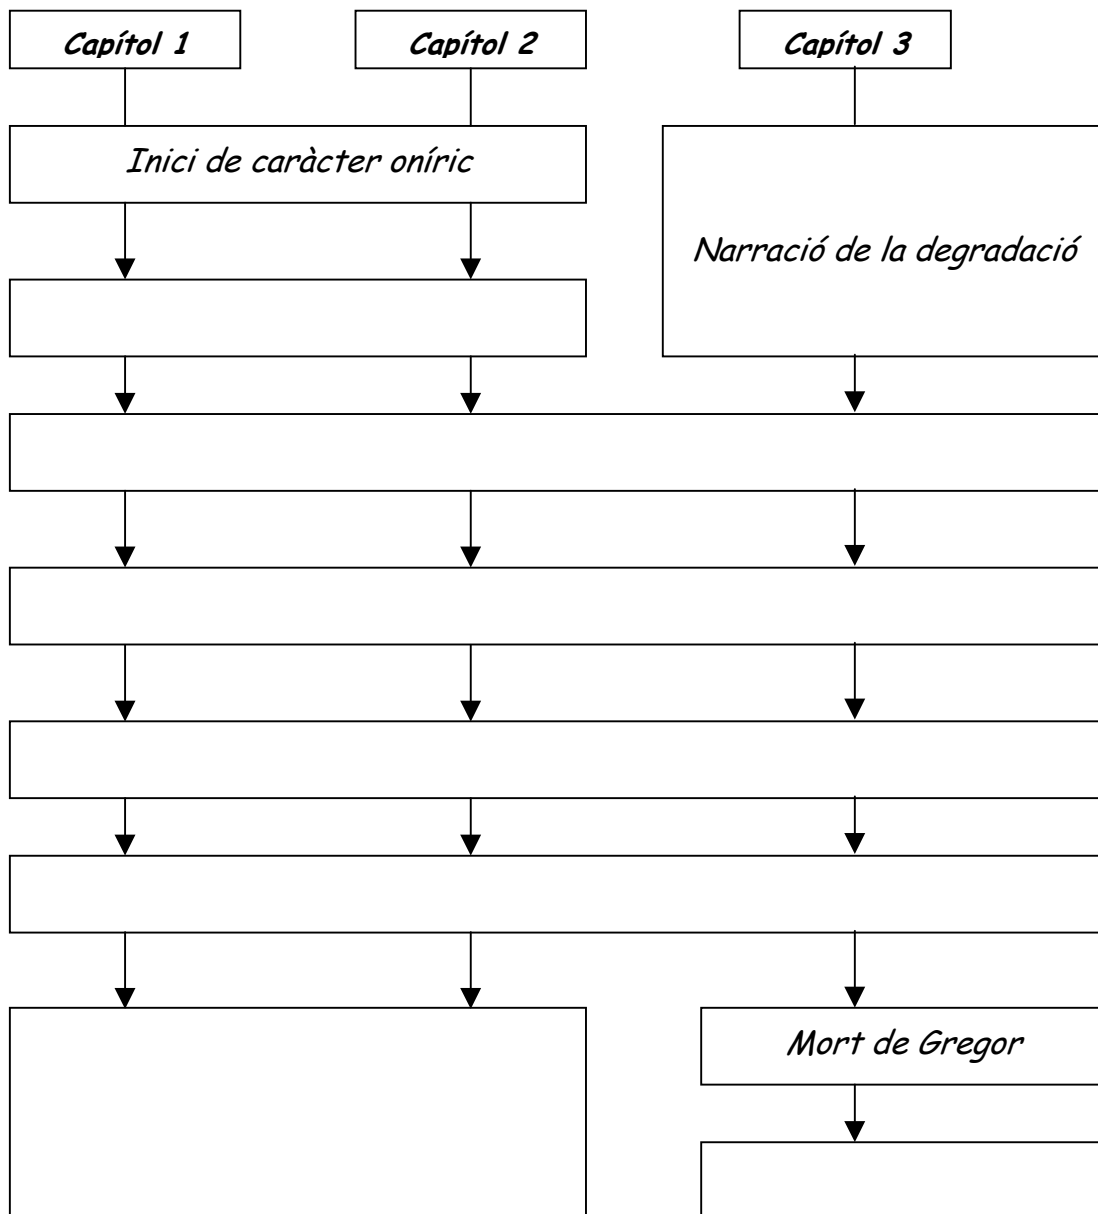 Capítol 1
Capítol 2
Capítol 3
Inici de caràcter oníric
Narració de la degradació
Mort de Gregor